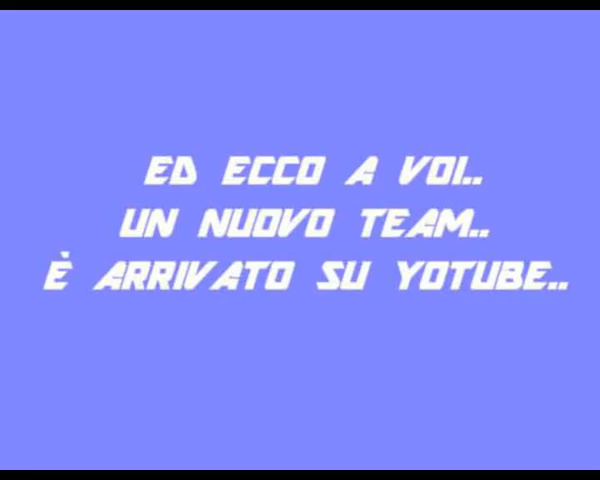 ED ECCO A VOI..
UN NUOVO TEAM..
È ARRIVATO SU YOTUBE..